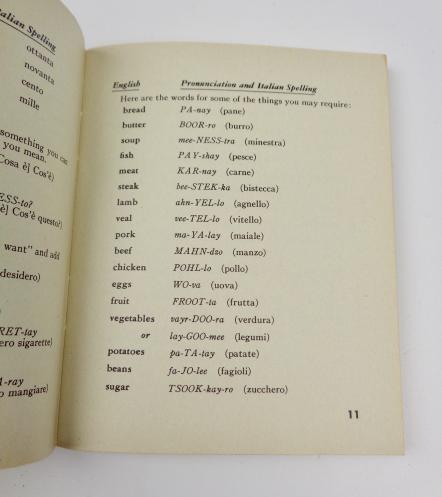 Italian Spelling
ottanta
novanta
cento
mille
something you can
you mean.
Cosa è] Cos'è)
ESS-to?
è] Cos'è questo?)
want" and add
desidero)
RET-tay
ero sigarette)
A-ray
o mangiare)
English Pronunciation and Italian Spelling
Here are the words for some of the things you may require:
bread PA-nay (pane)
butter BOOR-ro (burro)
soup mee-NESS-tra (minestra)
fish PAY-shay (pesce)
meat KAR-nay (carne)
steak bee-STEK-ka (bistecca)
lamb ahn-YEL-lo (agnello)
veal vee-TEL-lo (vitello)
pork ma-YA-lay (maiale)
beef MAHN-dzo (manzo)
chicken POHL-lo (pollo)
eggs WO-va (uova)
fruit FROOT-ta (frutta)
vegetables vayr-DOO-ra (verdura)
or lay-GOO-mee (legumi)
potatoes pa-TA-tay (patate)
beans fa-JO-lee (fagioli)
sugar TSOOK-kay-ro (zucchero)
11